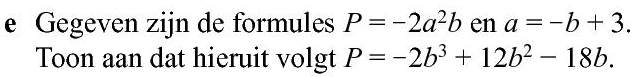 e Gegeven zijn de formules P = −2a²b en a = −b + 3.
Toon aan dat hieruit volgt P = −2b³ + 12b² − 18b.